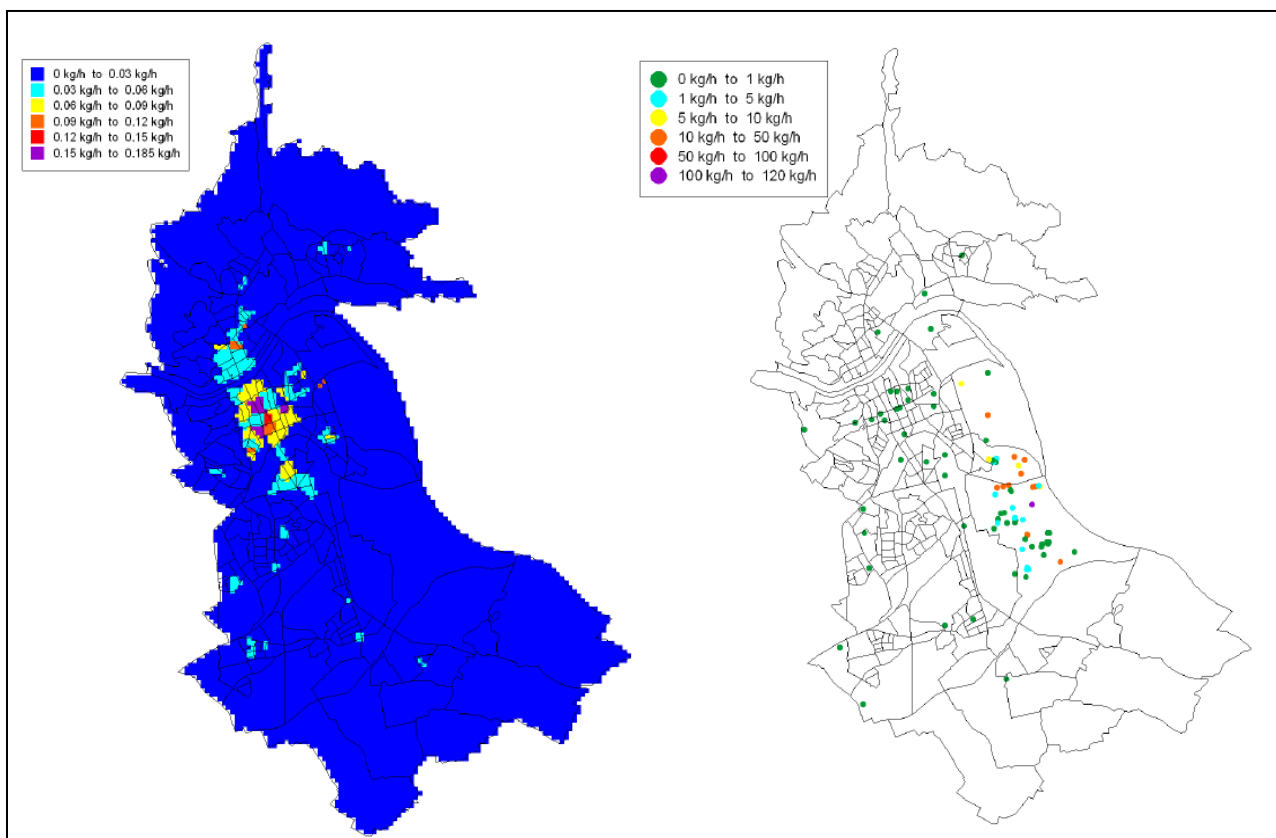 0 kg/h to 0.03 kg/h
0.03 kg/h to 0.06 kg/h
0.06 kg/h to 0.09 kg/h
0.09 kg/h to 0.12 kg/h
0.12 kg/h to 0.15 kg/h
0.15 kg/h to 0.185 kg/h
0 kg/h to 1 kg/h
1 kg/h to 5 kg/h
5 kg/h to 10 kg/h
10 kg/h to 50 kg/h
50 kg/h to 100 kg/h
100 kg/h to 120 kg/h